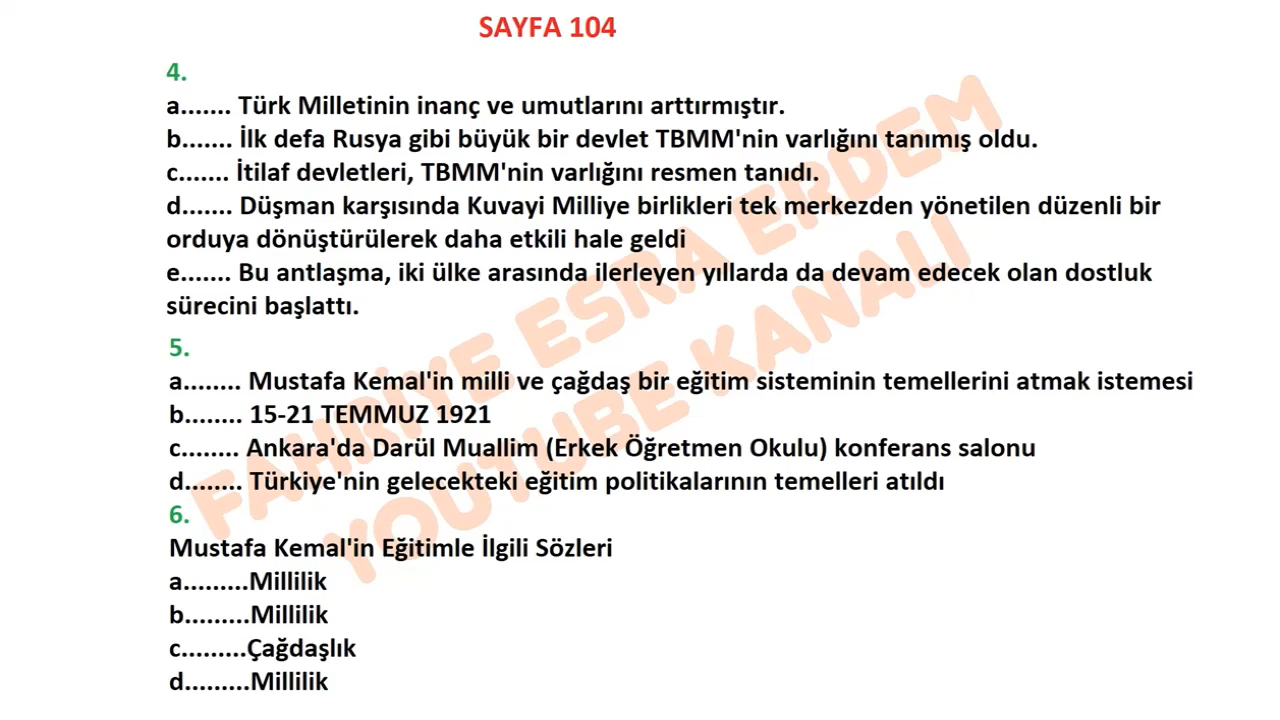 SAYFA 104
4.
a....... Türk Milletinin inanç ve umutlarını arttırmıştır.
b....... İlk defa Rusya gibi büyük bir devlet TBMM'nin varlığını tanımış oldu.
c....... İtilaf devletleri, TBMM'nin varlığını resmen tanıdı.
d....... Düşman karşısında Kuvayi Milliye birlikleri tek merkezden yönetilen düzenli bir
orduya dönüştürülerek daha etkili hale geldi
e....... Bu antlaşma, iki ülke arasında ilerleyen yıllarda da devam edecek olan dostluk
sürecini başlattı.
5.
a........ Mustafa Kemal'in milli ve çağdaş bir eğitim sisteminin temellerini atmak istemesi
b........ 15-21 TEMMUZ 1921
c........ Ankara'da Darül Muallim (Erkek Öğretmen Okulu) konferans salonu
d........ Türkiye'nin gelecekteki eğitim politikalarının temelleri atıldı
6.
Mustafa Kemal'in Eğitimle İlgili Sözleri
a.........Millilik
b.........Millilik
c.........Çağdaşlık
d.........Millilik
FAHRİYE ESRA ERDEM
YOUTUBE KANALI